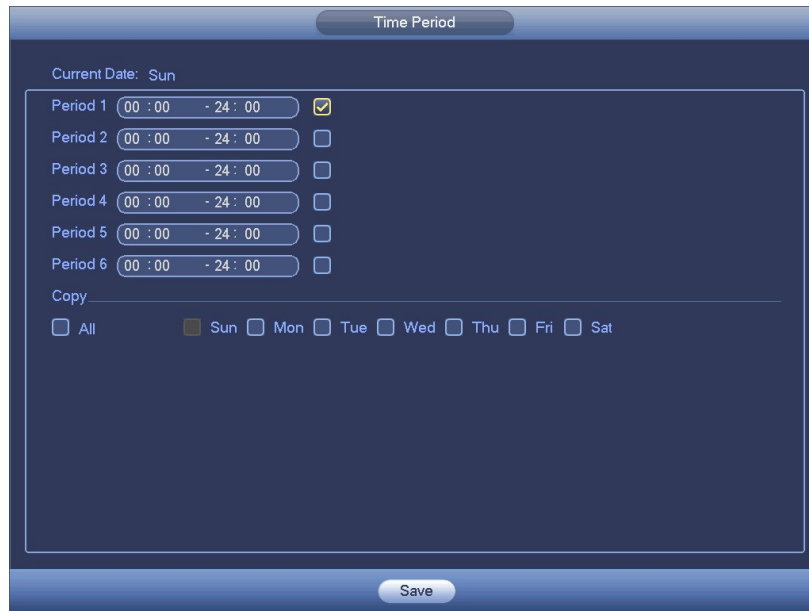 Time Period
Current Date: Sun
Period 1 00 :00 - 24 : 00
Period 2 00 :00 - 24 : 00
Period 3 00 :00 - 24 : 00
Period 4 00 :00 - 24 : 00
Period 5 00 :00 - 24 : 00
Period 6 00 :00 - 24 : 00
Copy
All Sun Mon Tue Wed Thu Fri Sat
Save